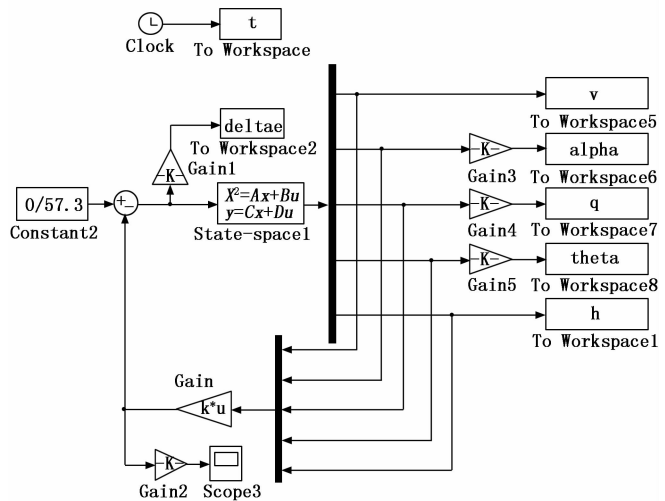 t
Clock
To Workspace
deltae
To Workspace2
-K-
Gain1
v
To Workspace5
-K-
alpha
Gain3
To Workspace6
0/57.3
+
-
X²=Ax+Bu
y=Cx+Du
-K-
q
Constant2
State-space1
Gain4
To Workspace7
-K-
theta
Gain5
To Workspace8
h
To Workspace1
Gain
k*u
-K-
Gain2
Scope3